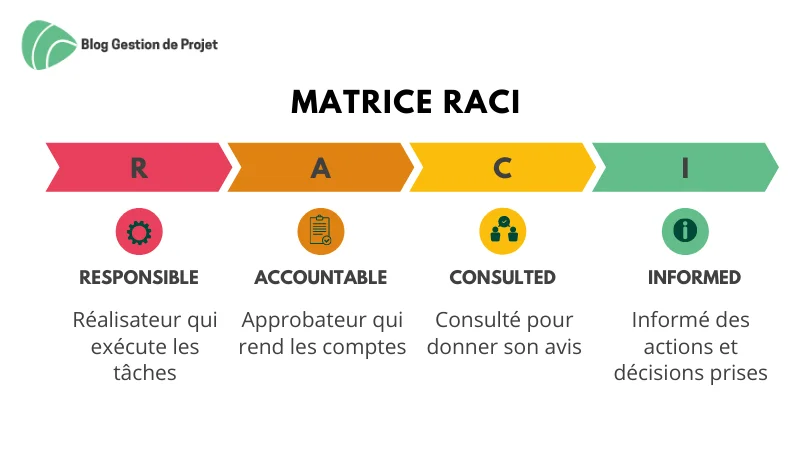 Blog Gestion de Projet
MATRICE RACI
R
A
C
I
RESPONSIBLE
Réalisateur qui
exécute les
tâches
ACCOUNTABLE
Approbateur qui
rend les comptes
CONSULTED
Consulté pour
donner son avis
INFORMED
Informé des
actions et
décisions prises